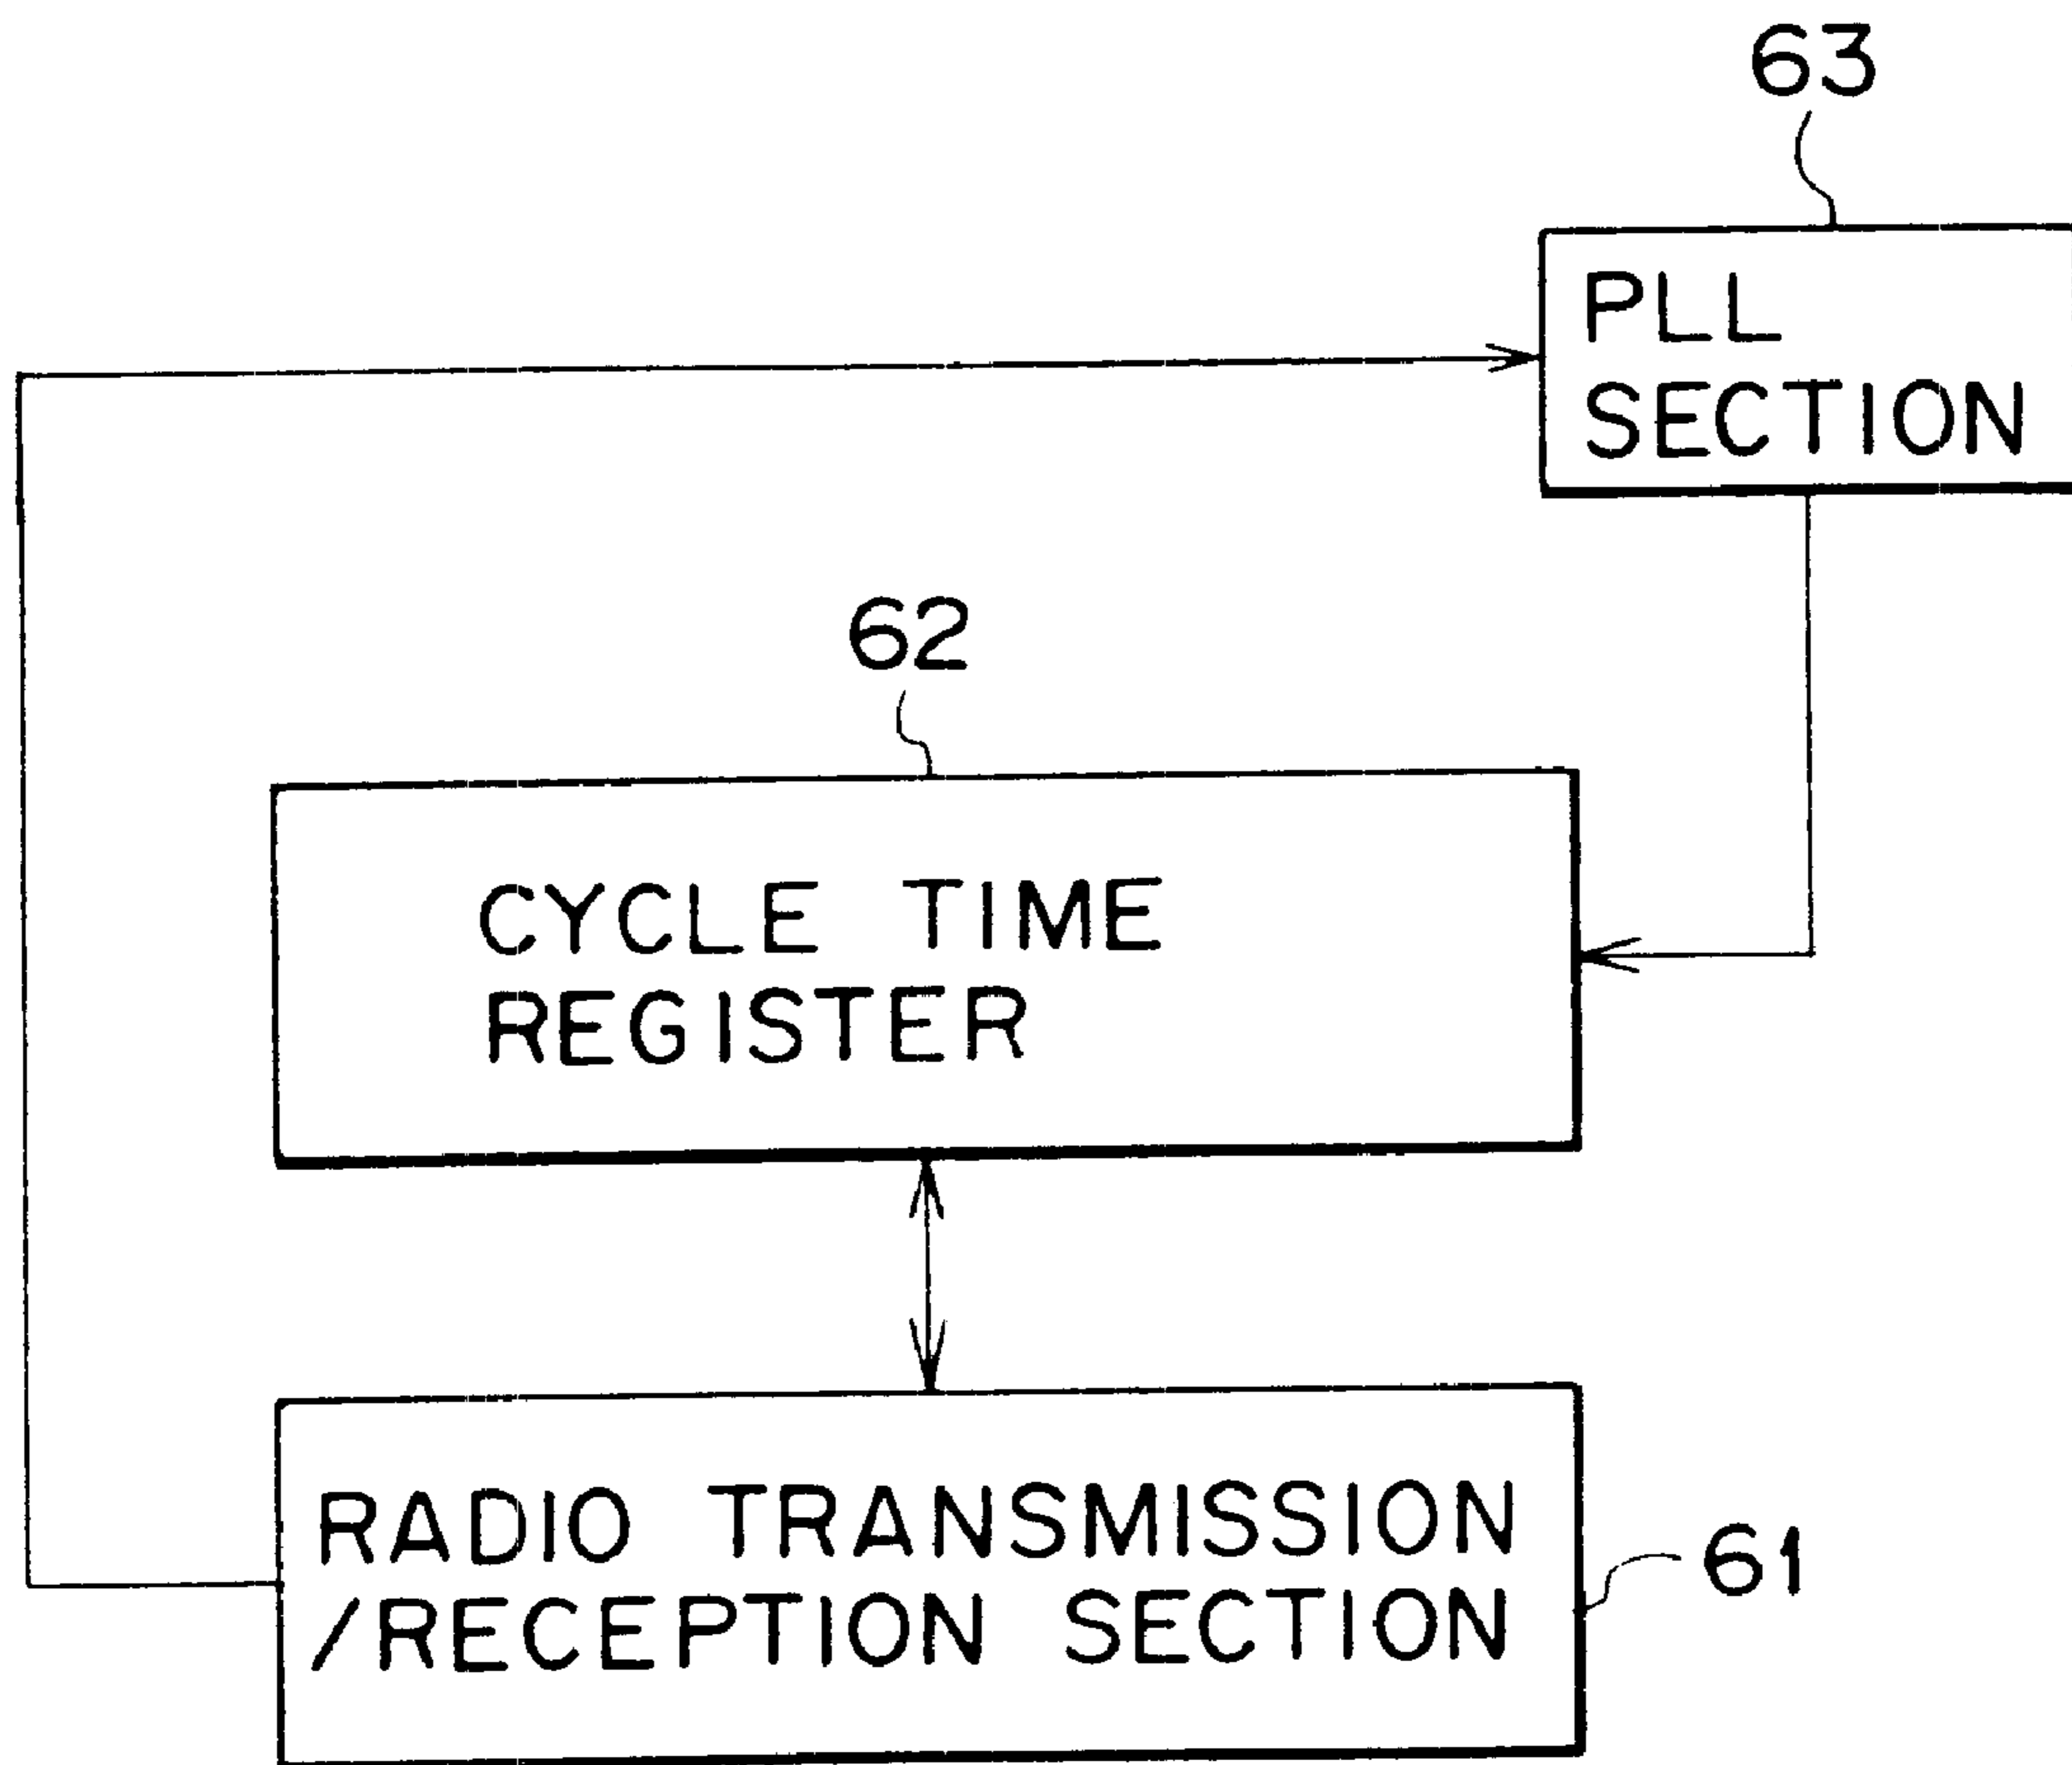 63
PLL
SECTION
62
CYCLE TIME
REGISTER
RADIO TRANSMISSION
/RECEPTION SECTION
61